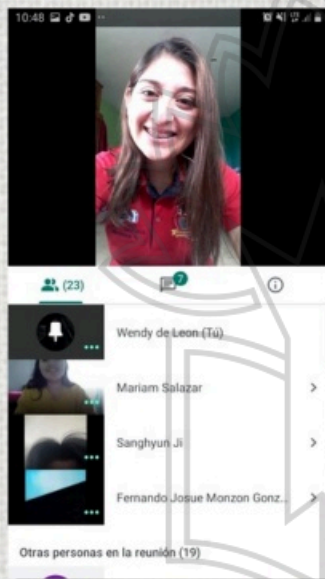 10:48
(23)
7
Wendy de Leon (Tú)
Mariam Salazar
Sanghyun Ji
Fernando Josue Monzon Gonz..
Otras personas en la reunión (19)